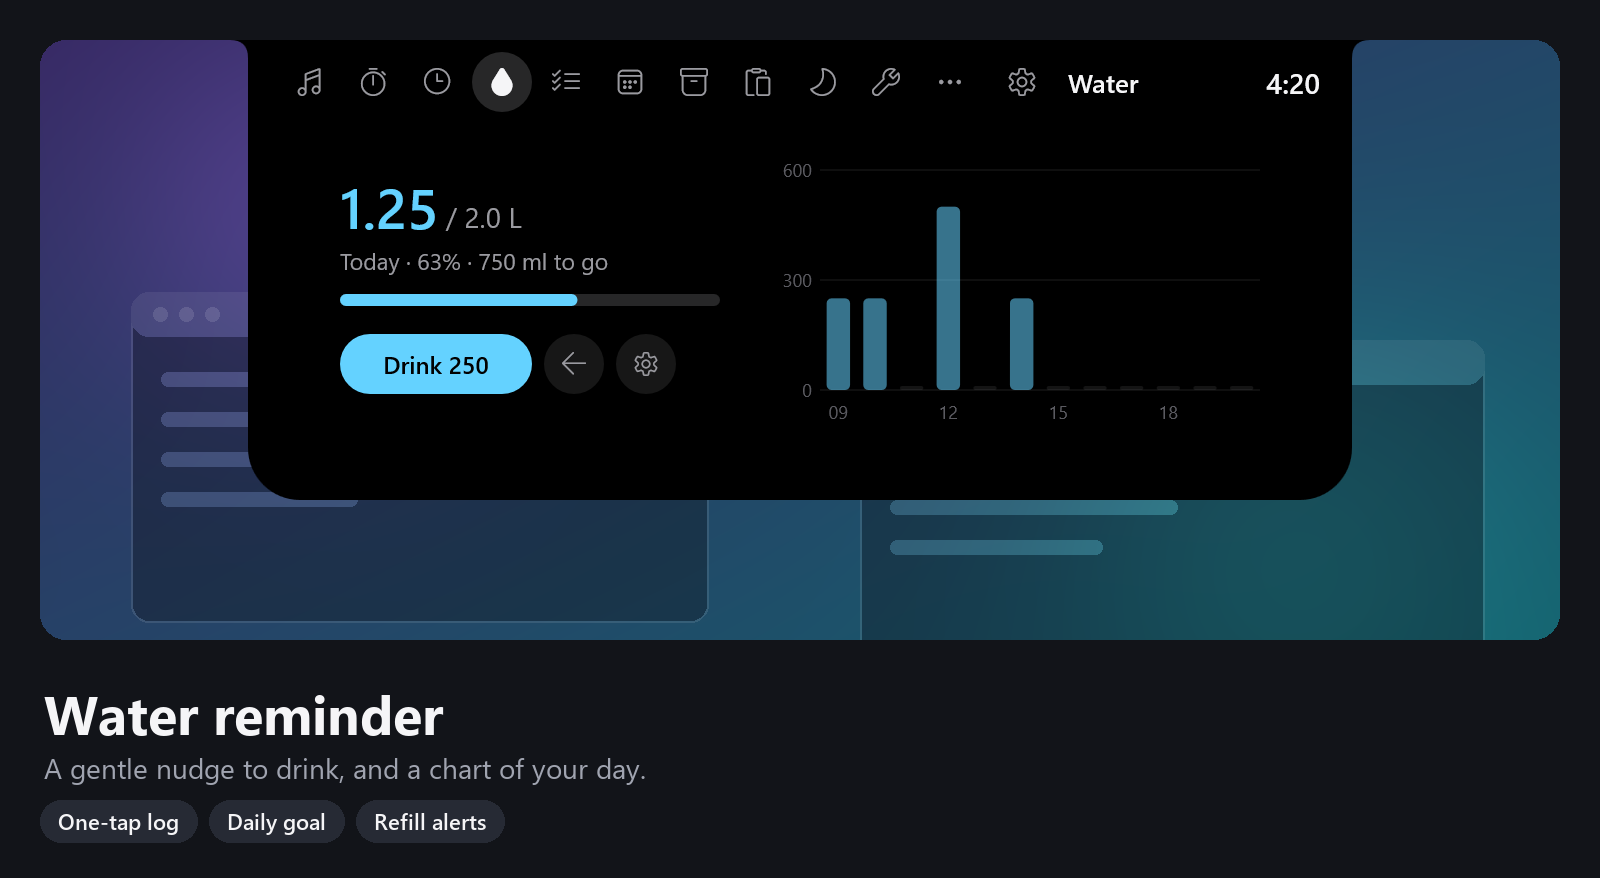 Water 4:20
1.25 / 2.0 L
Today · 63% · 750 ml to go
Drink 250
600
300
0
09 12 15 18
Water reminder
A gentle nudge to drink, and a chart of your day.
One-tap log Daily goal Refill alerts